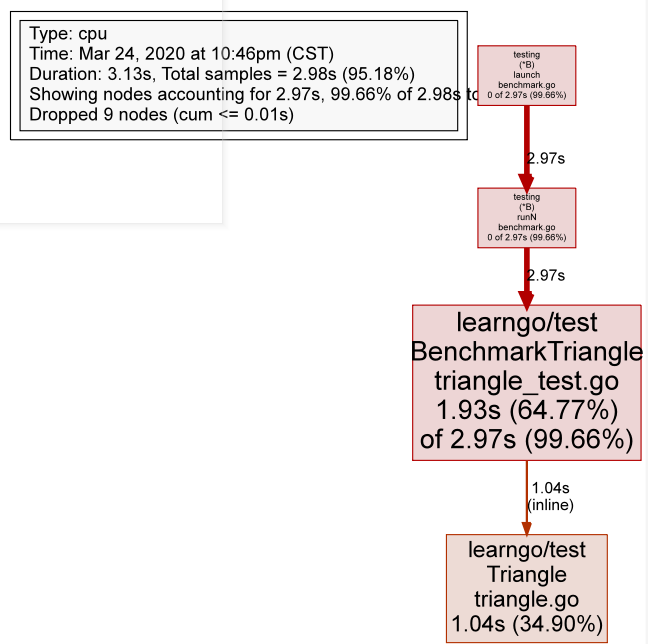 Type: cpu
Time: Mar 24, 2020 at 10:46pm (CST)
Duration: 3.13s, Total samples = 2.98s (95.18%)
Showing nodes accounting for 2.97s, 99.66% of 2.98s
Dropped 9 nodes (cum <= 0.01s)
testing
(*B)
launch
benchmark.go
0 of 2.97s (99.66%)
2.97s
testing
(*B)
runN
benchmark.go
0 of 2.97s (99.66%)
2.97s
learngo/test
BenchmarkTriangle
triangle_test.go
1.93s (64.77%)
of 2.97s (99.66%)
1.04s
(inline)
learngo/test
Triangle
triangle.go
1.04s (34.90%)